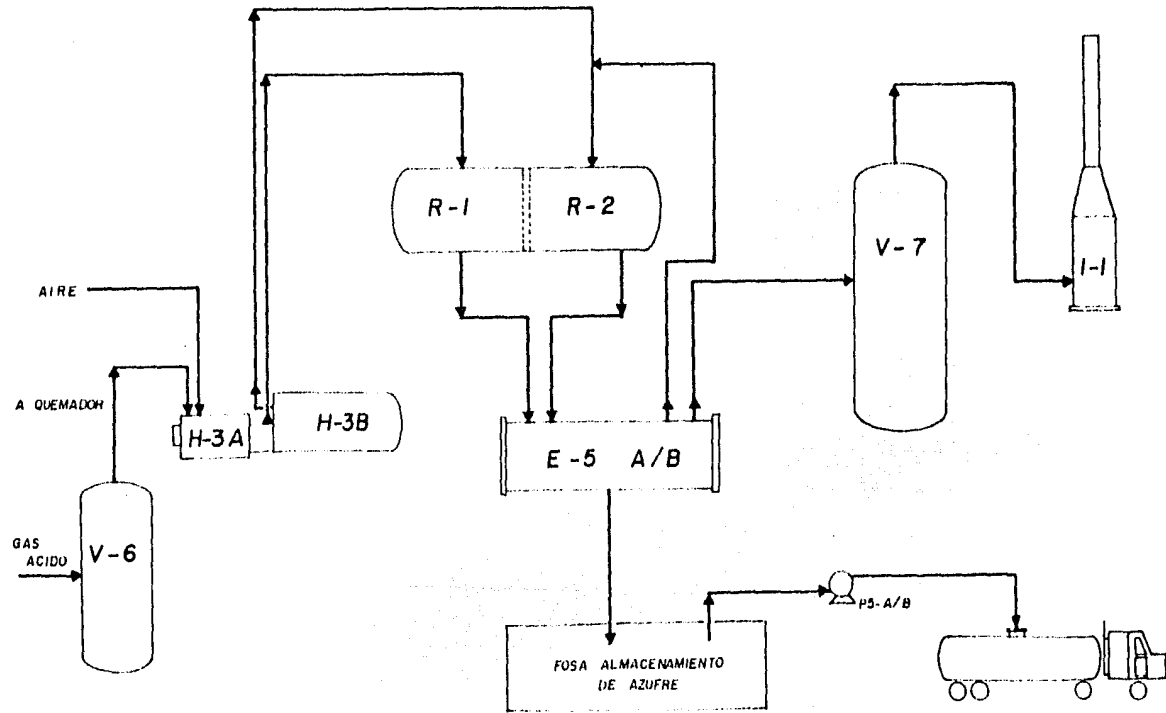 R-1
R-2
V-7
I-1
AIRE
A QUEMADOR
H-3A
H-3B
E-5 A/B
GAS
ACIDO
V-6
P5-A/B
FOSA ALMACENAMIENTO
DE AZUFRE